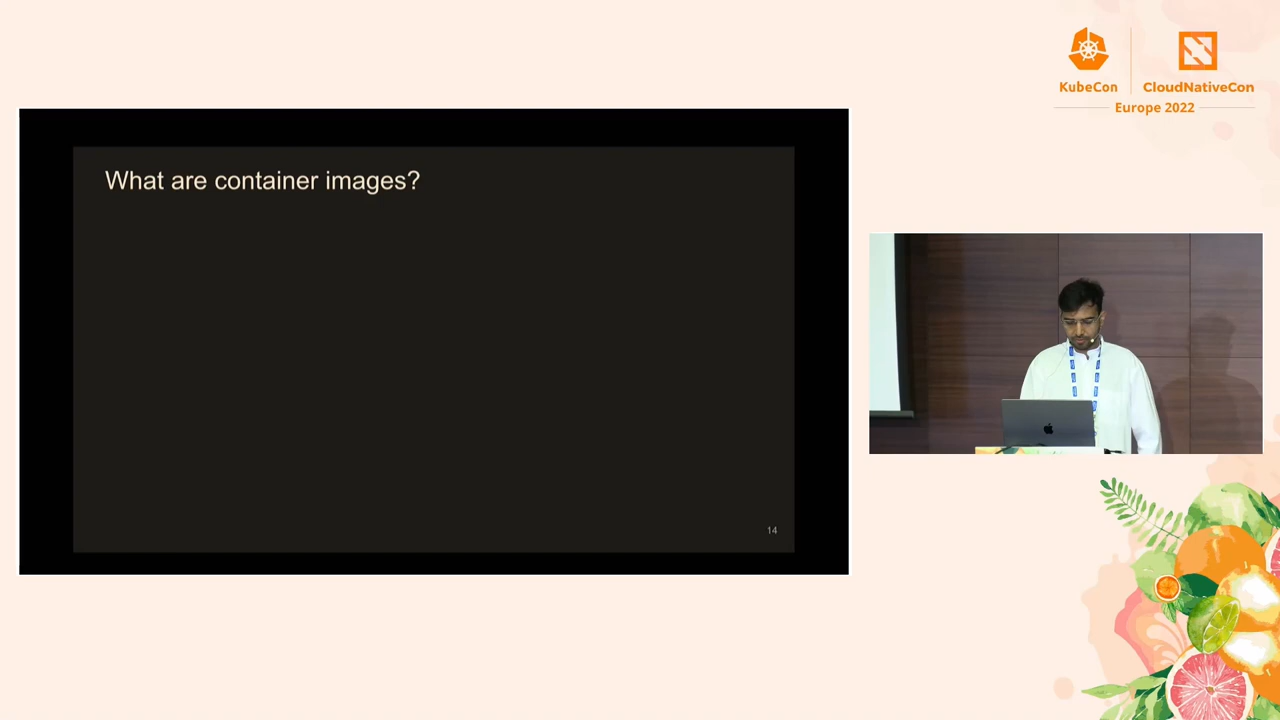 KubeCon
CloudNativeCon
Europe 2022
What are container images?
14